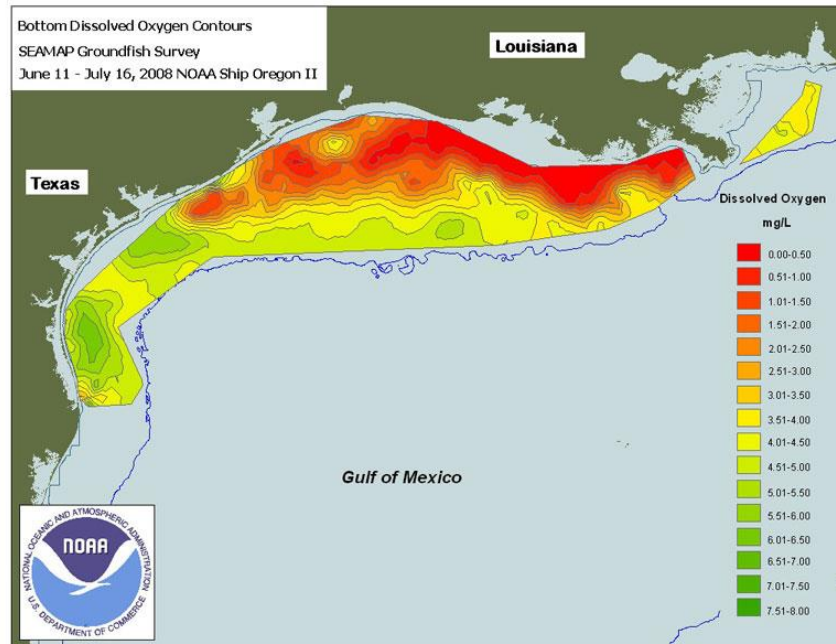 Bottom Dissolved Oxygen Contours
SEAMAP Groundfish Survey
June 11 - July 16, 2008 NOAA Ship Oregon II
Louisiana
Texas
Dissolved Oxygen
mg/L
0.00-0.50
0.51-1.00
1.01-1.50
1.51-2.00
2.01-2.50
2.51-3.00
3.01-3.50
3.51-4.00
4.01-4.50
4.51-5.00
5.01-5.50
5.51-6.00
6.01-6.50
6.51-7.00
7.01-7.50
7.51-8.00
Gulf of Mexico
NATIONAL OCEANIC AND ATMOSPHERIC ADMINISTRATION
NOAA
U.S. DEPARTMENT OF COMMERCE